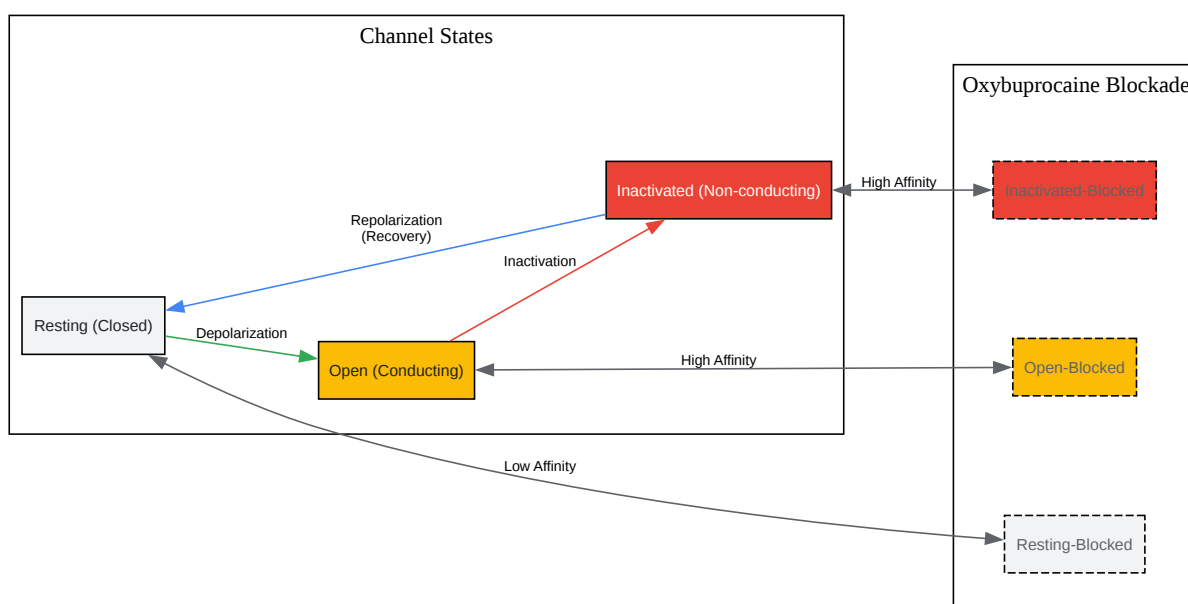 Channel States
Oxybuprocaine Blockade
Inactivated (Non-conducting)
High Affinity
Inactivated-Blocked
Repolarization
(Recovery)
Inactivation
Resting (Closed)
Depolarization
Open (Conducting)
High Affinity
Open-Blocked
Low Affinity
Resting-Blocked